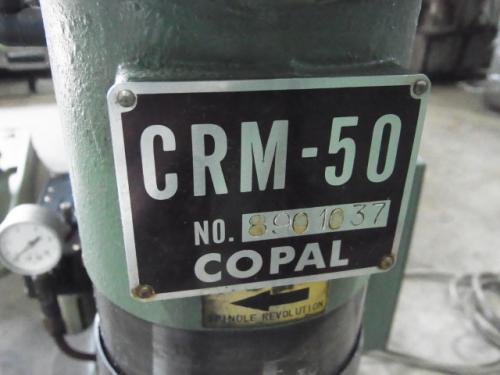 CRM-50
NO. 8901037
COPAL
SPINDLE REVOLUTION